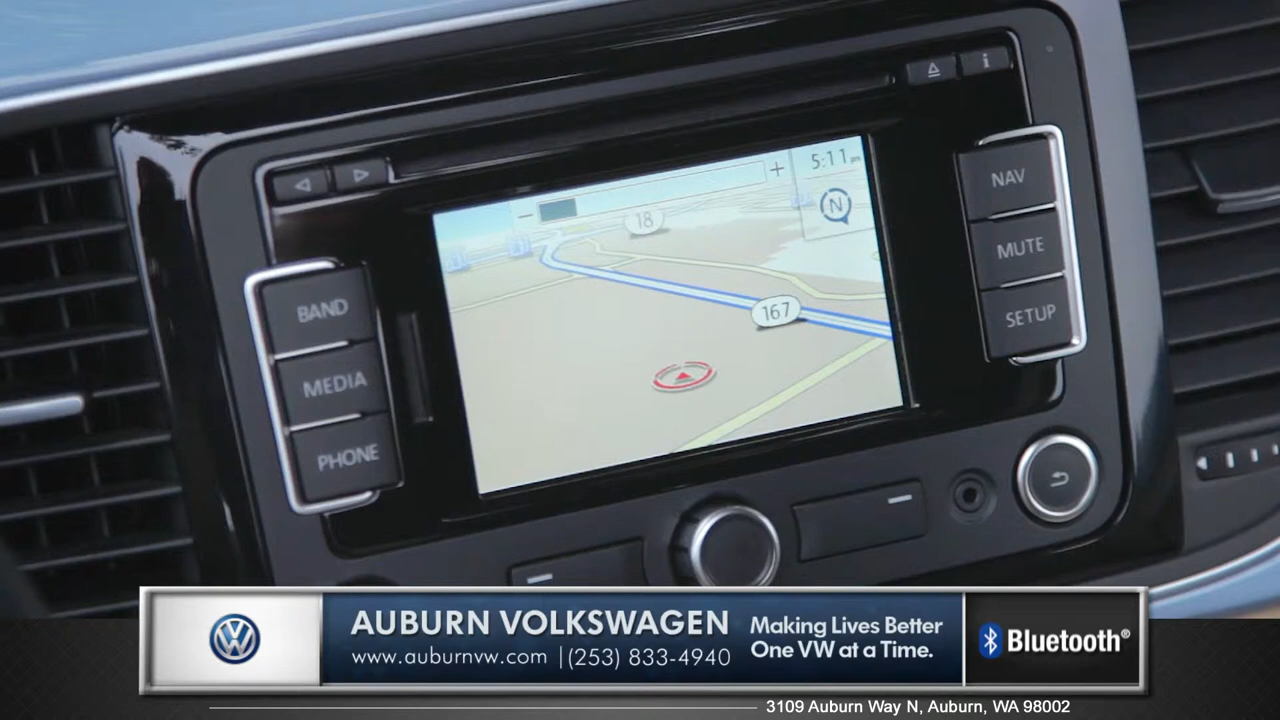 i
NAV
MUTE
SETUP
BAND
MEDIA
PHONE
5:11 pm
N
18
167
AUBURN VOLKSWAGEN
www.auburnvw.com | (253) 833-4940
Making Lives Better
One VW at a Time.
Bluetooth®
3109 Auburn Way N, Auburn, WA 98002